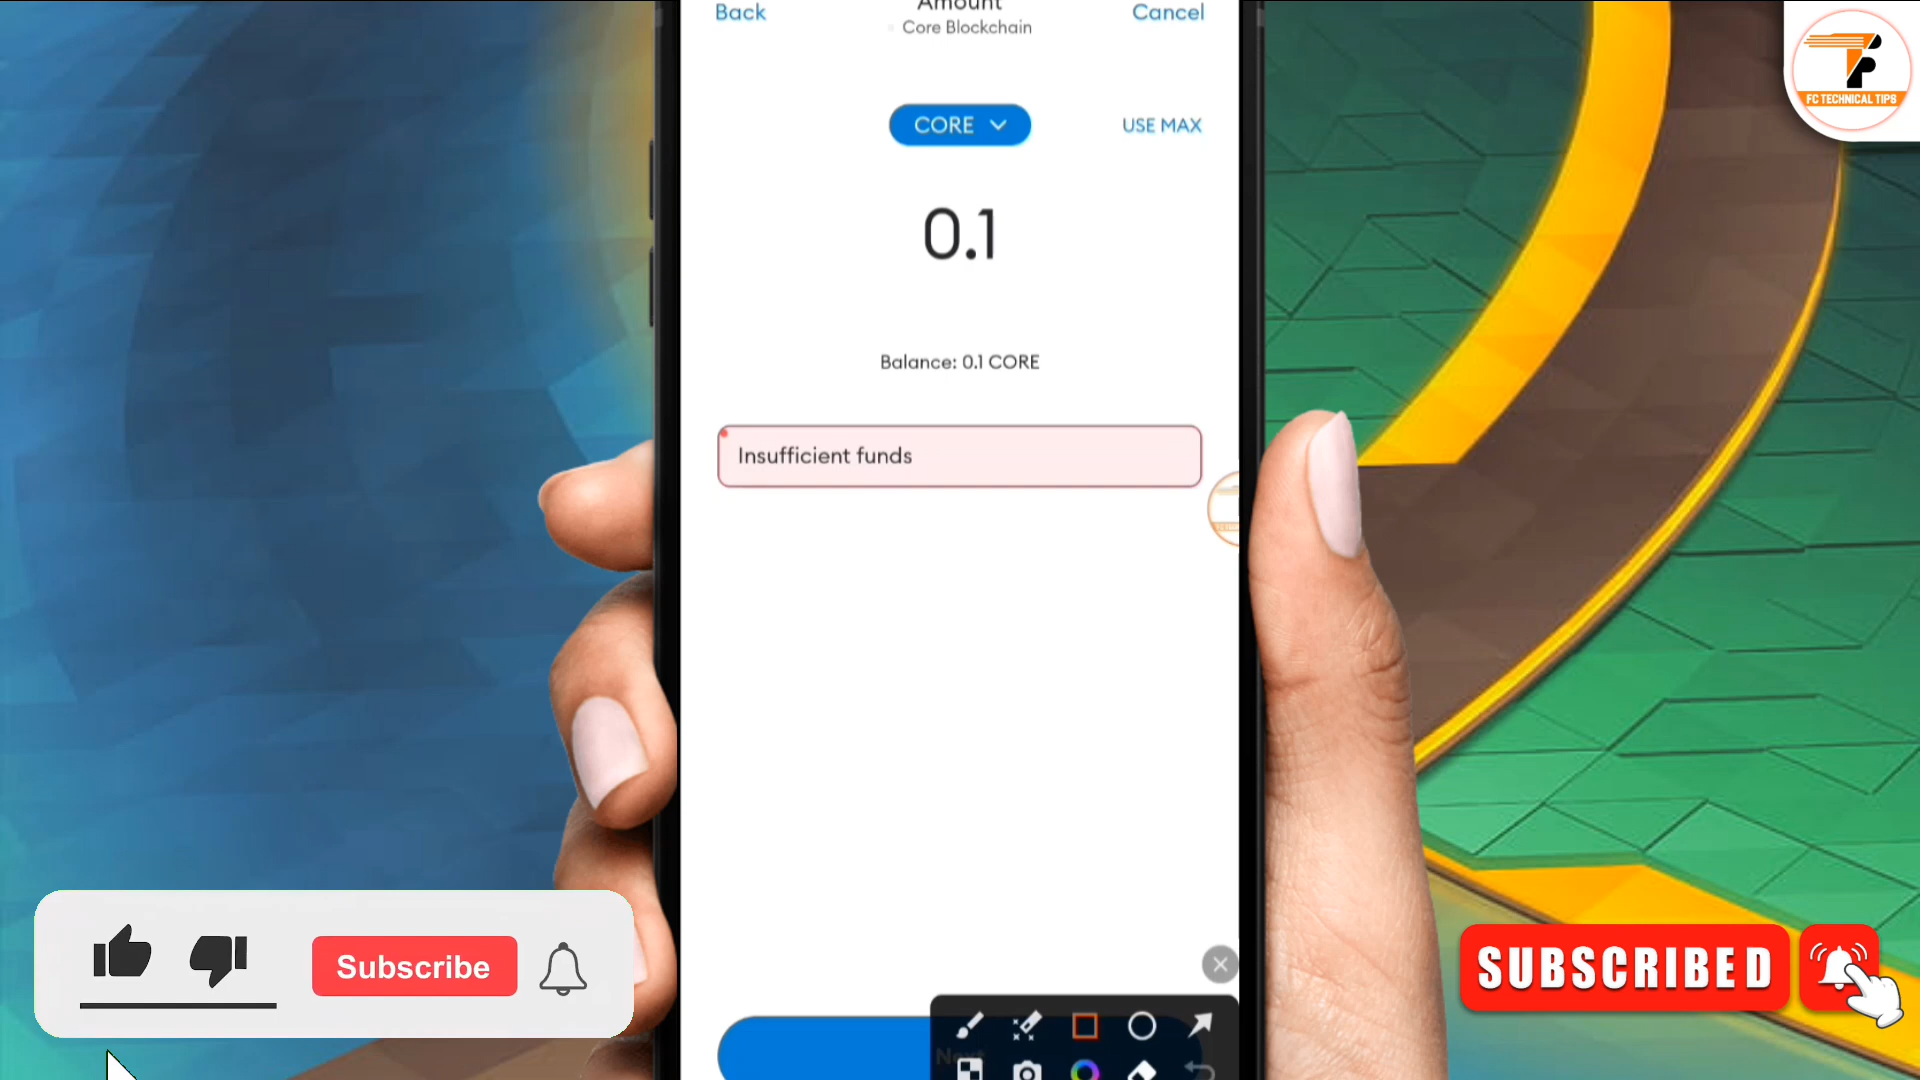 Back
Amount
Cancel
Core Blockchain
CORE
USE MAX
0.1
Balance: 0.1 CORE
Insufficient funds
FC TECHNICAL TIPS
Subscribe
SUBSCRIBED